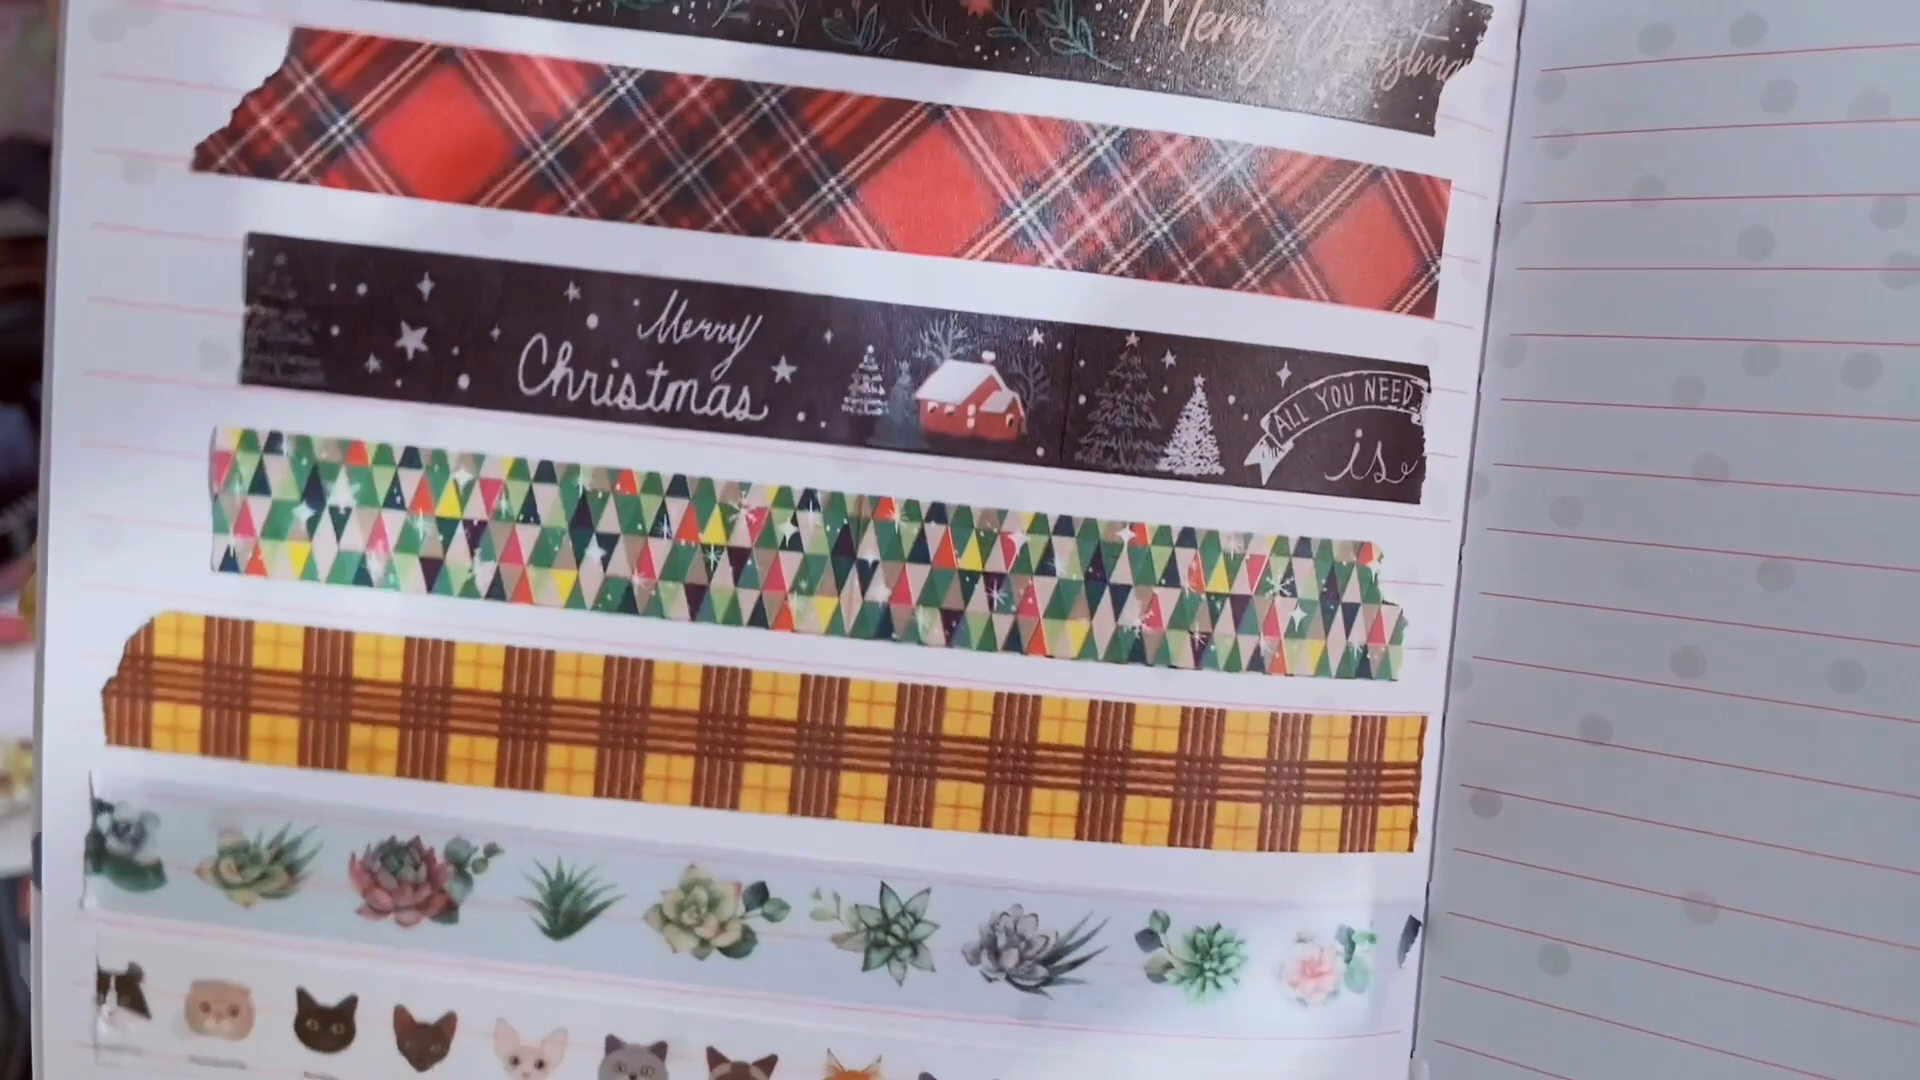 Merry Christmas
Merry
Christmas
ALL YOU NEED
is